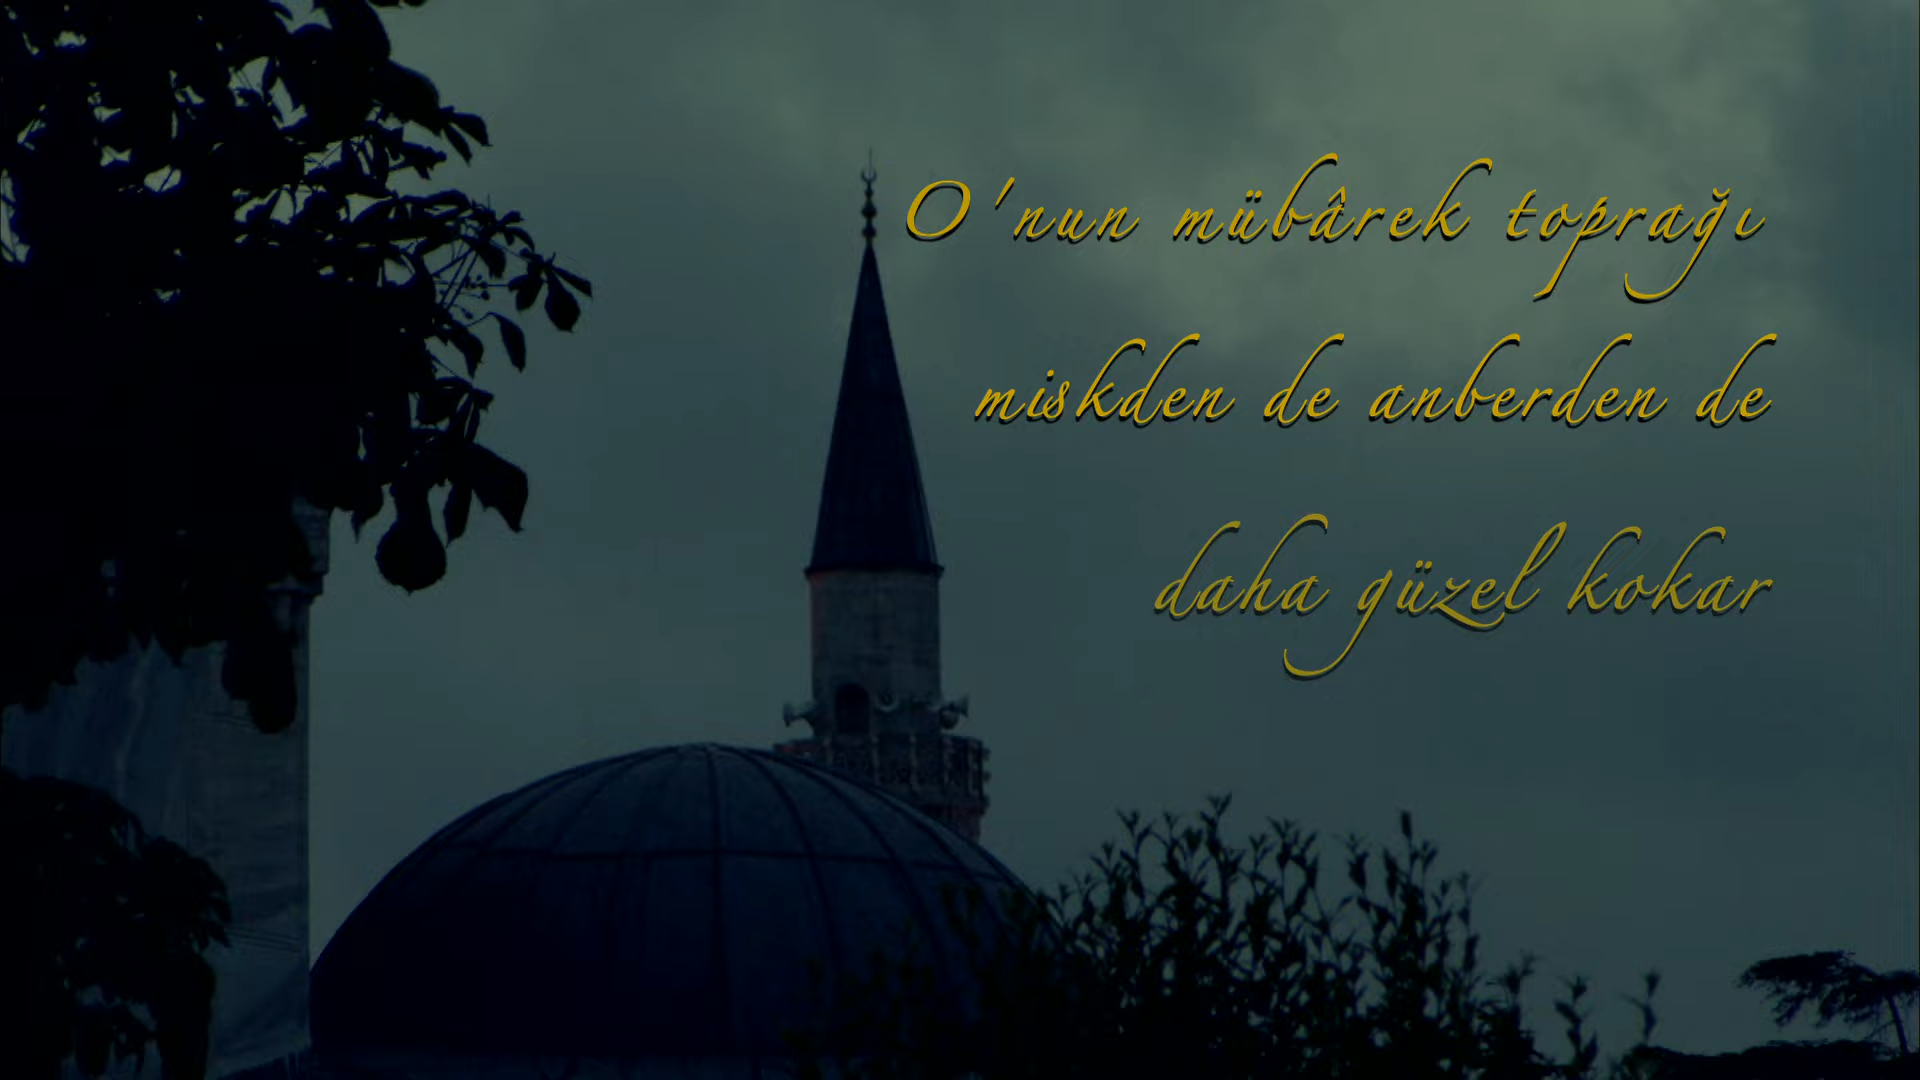 O'nun mübârek toprağı
miskden de anberden de
daha güzel kokar